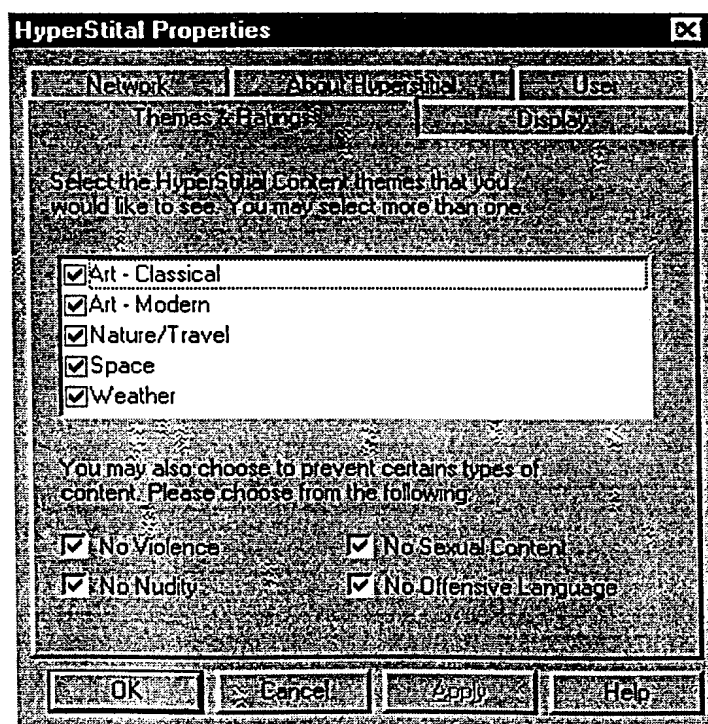 HyperStital Properties
Network About Hyperstitial User
Themes & Ratings Display
Select the HyperStitial Content themes that you
would like to see. You may select more than one.
Art - Classical
Art - Modern
Nature/Travel
Space
Weather
You may also choose to prevent certains types of
content. Please choose from the following:
No Violence No Sexual Content
No Nudity No Offensive Language
OK Cancel Apply Help